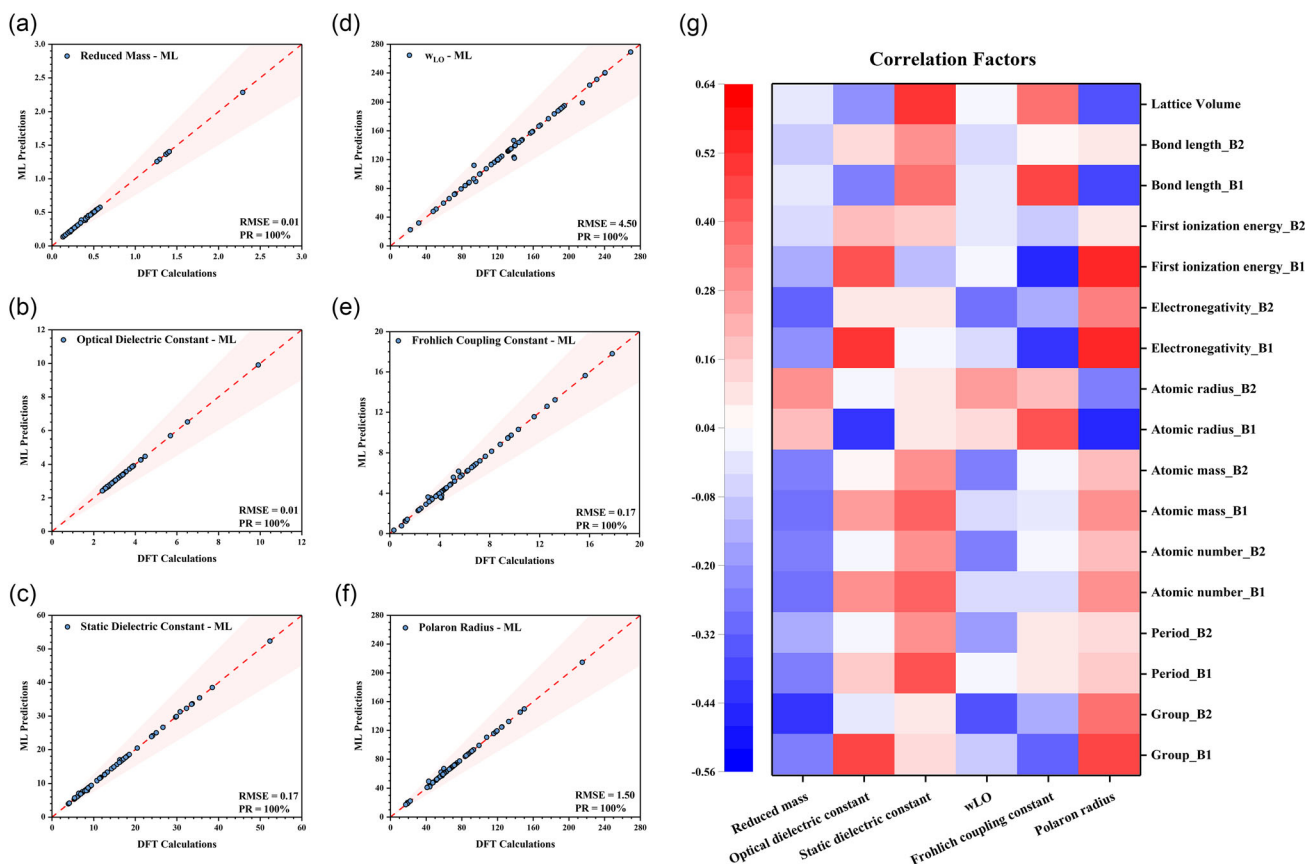 (a)
3.0
2.5
2.0
1.5
1.0
0.5
0.0
ML Predictions
Reduced Mass - ML
RMSE = 0.01
PR = 100%
0.0 0.5 1.0 1.5 2.0 2.5 3.0
DFT Calculations
(b)
12
10
8
6
4
2
0
ML Predictions
Optical Dielectric Constant - ML
RMSE = 0.01
PR = 100%
0 2 4 6 8 10 12
DFT Calculations
(c)
60
50
40
30
20
10
0
ML Predictions
Static Dielectric Constant - ML
RMSE = 0.17
PR = 100%
0 10 20 30 40 50 60
DFT Calculations
(d)
280
240
200
160
120
80
40
0
ML Predictions
wLO - ML
RMSE = 4.50
PR = 100%
0 40 80 120 160 200 240 280
DFT Calculations
(e)
20
16
12
8
4
0
ML Predictions
Frohlich Coupling Constant - ML
RMSE = 0.17
PR = 100%
0 4 8 12 16 20
DFT Calculations
(f)
280
240
200
160
120
80
40
0
ML Predictions
Polaron Radius - ML
RMSE = 1.50
PR = 100%
0 40 80 120 160 200 240 280
DFT Calculations
(g)
Correlation Factors
0.64
0.52
0.40
0.28
0.16
0.04
-0.08
-0.20
-0.32
-0.44
-0.56
Lattice Volume
Bond length_B2
Bond length_B1
First ionization energy_B2
First ionization energy_B1
Electronegativity_B2
Electronegativity_B1
Atomic radius_B2
Atomic radius_B1
Atomic mass_B2
Atomic mass_B1
Atomic number_B2
Atomic number_B1
Period_B2
Period_B1
Group_B2
Group_B1
Reduced mass
Optical dielectric constant
Static dielectric constant
wLO
Frohlich coupling constant
Polaron radius